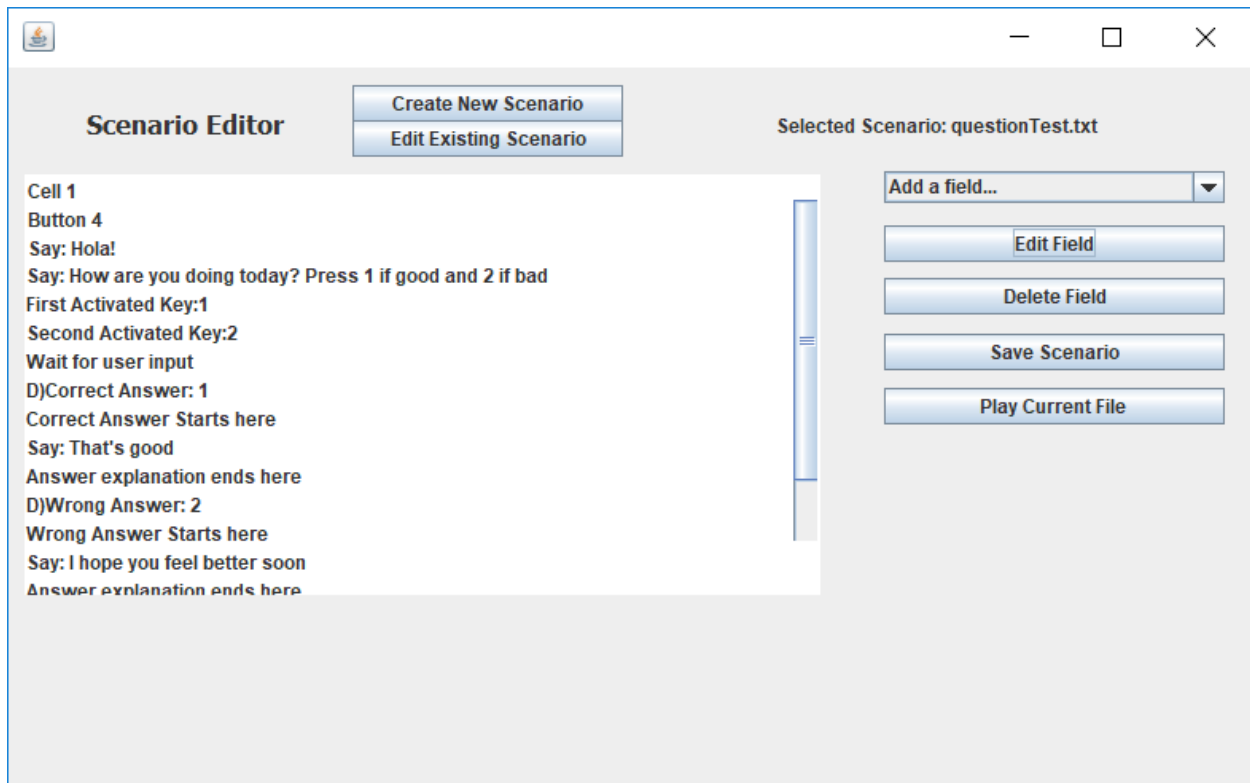 Scenario Editor
Create New Scenario
Edit Existing Scenario
Selected Scenario: questionTest.txt
Cell 1
Button 4
Say: Hola!
Say: How are you doing today? Press 1 if good and 2 if bad
First Activated Key:1
Second Activated Key:2
Wait for user input
D)Correct Answer: 1
Correct Answer Starts here
Say: That's good
Answer explanation ends here
D)Wrong Answer: 2
Wrong Answer Starts here
Say: I hope you feel better soon
Answer explanation ends here
Add a field...
Edit Field
Delete Field
Save Scenario
Play Current File